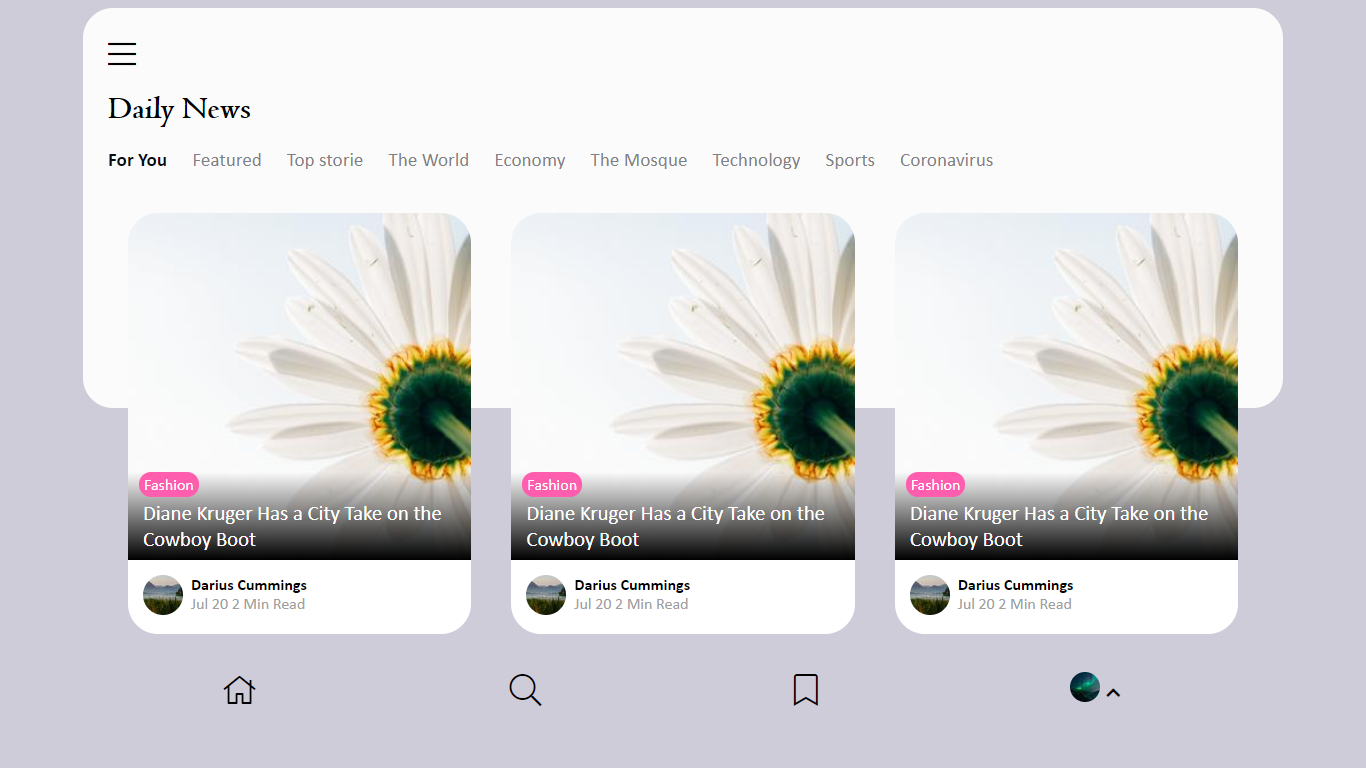 Daily News
For You Featured Top storie The World Economy The Mosque Technology Sports Coronavirus
Fashion
Diane Kruger Has a City Take on the
Cowboy Boot
Darius Cummings
Jul 20 2 Min Read
Fashion
Diane Kruger Has a City Take on the
Cowboy Boot
Darius Cummings
Jul 20 2 Min Read
Fashion
Diane Kruger Has a City Take on the
Cowboy Boot
Darius Cummings
Jul 20 2 Min Read